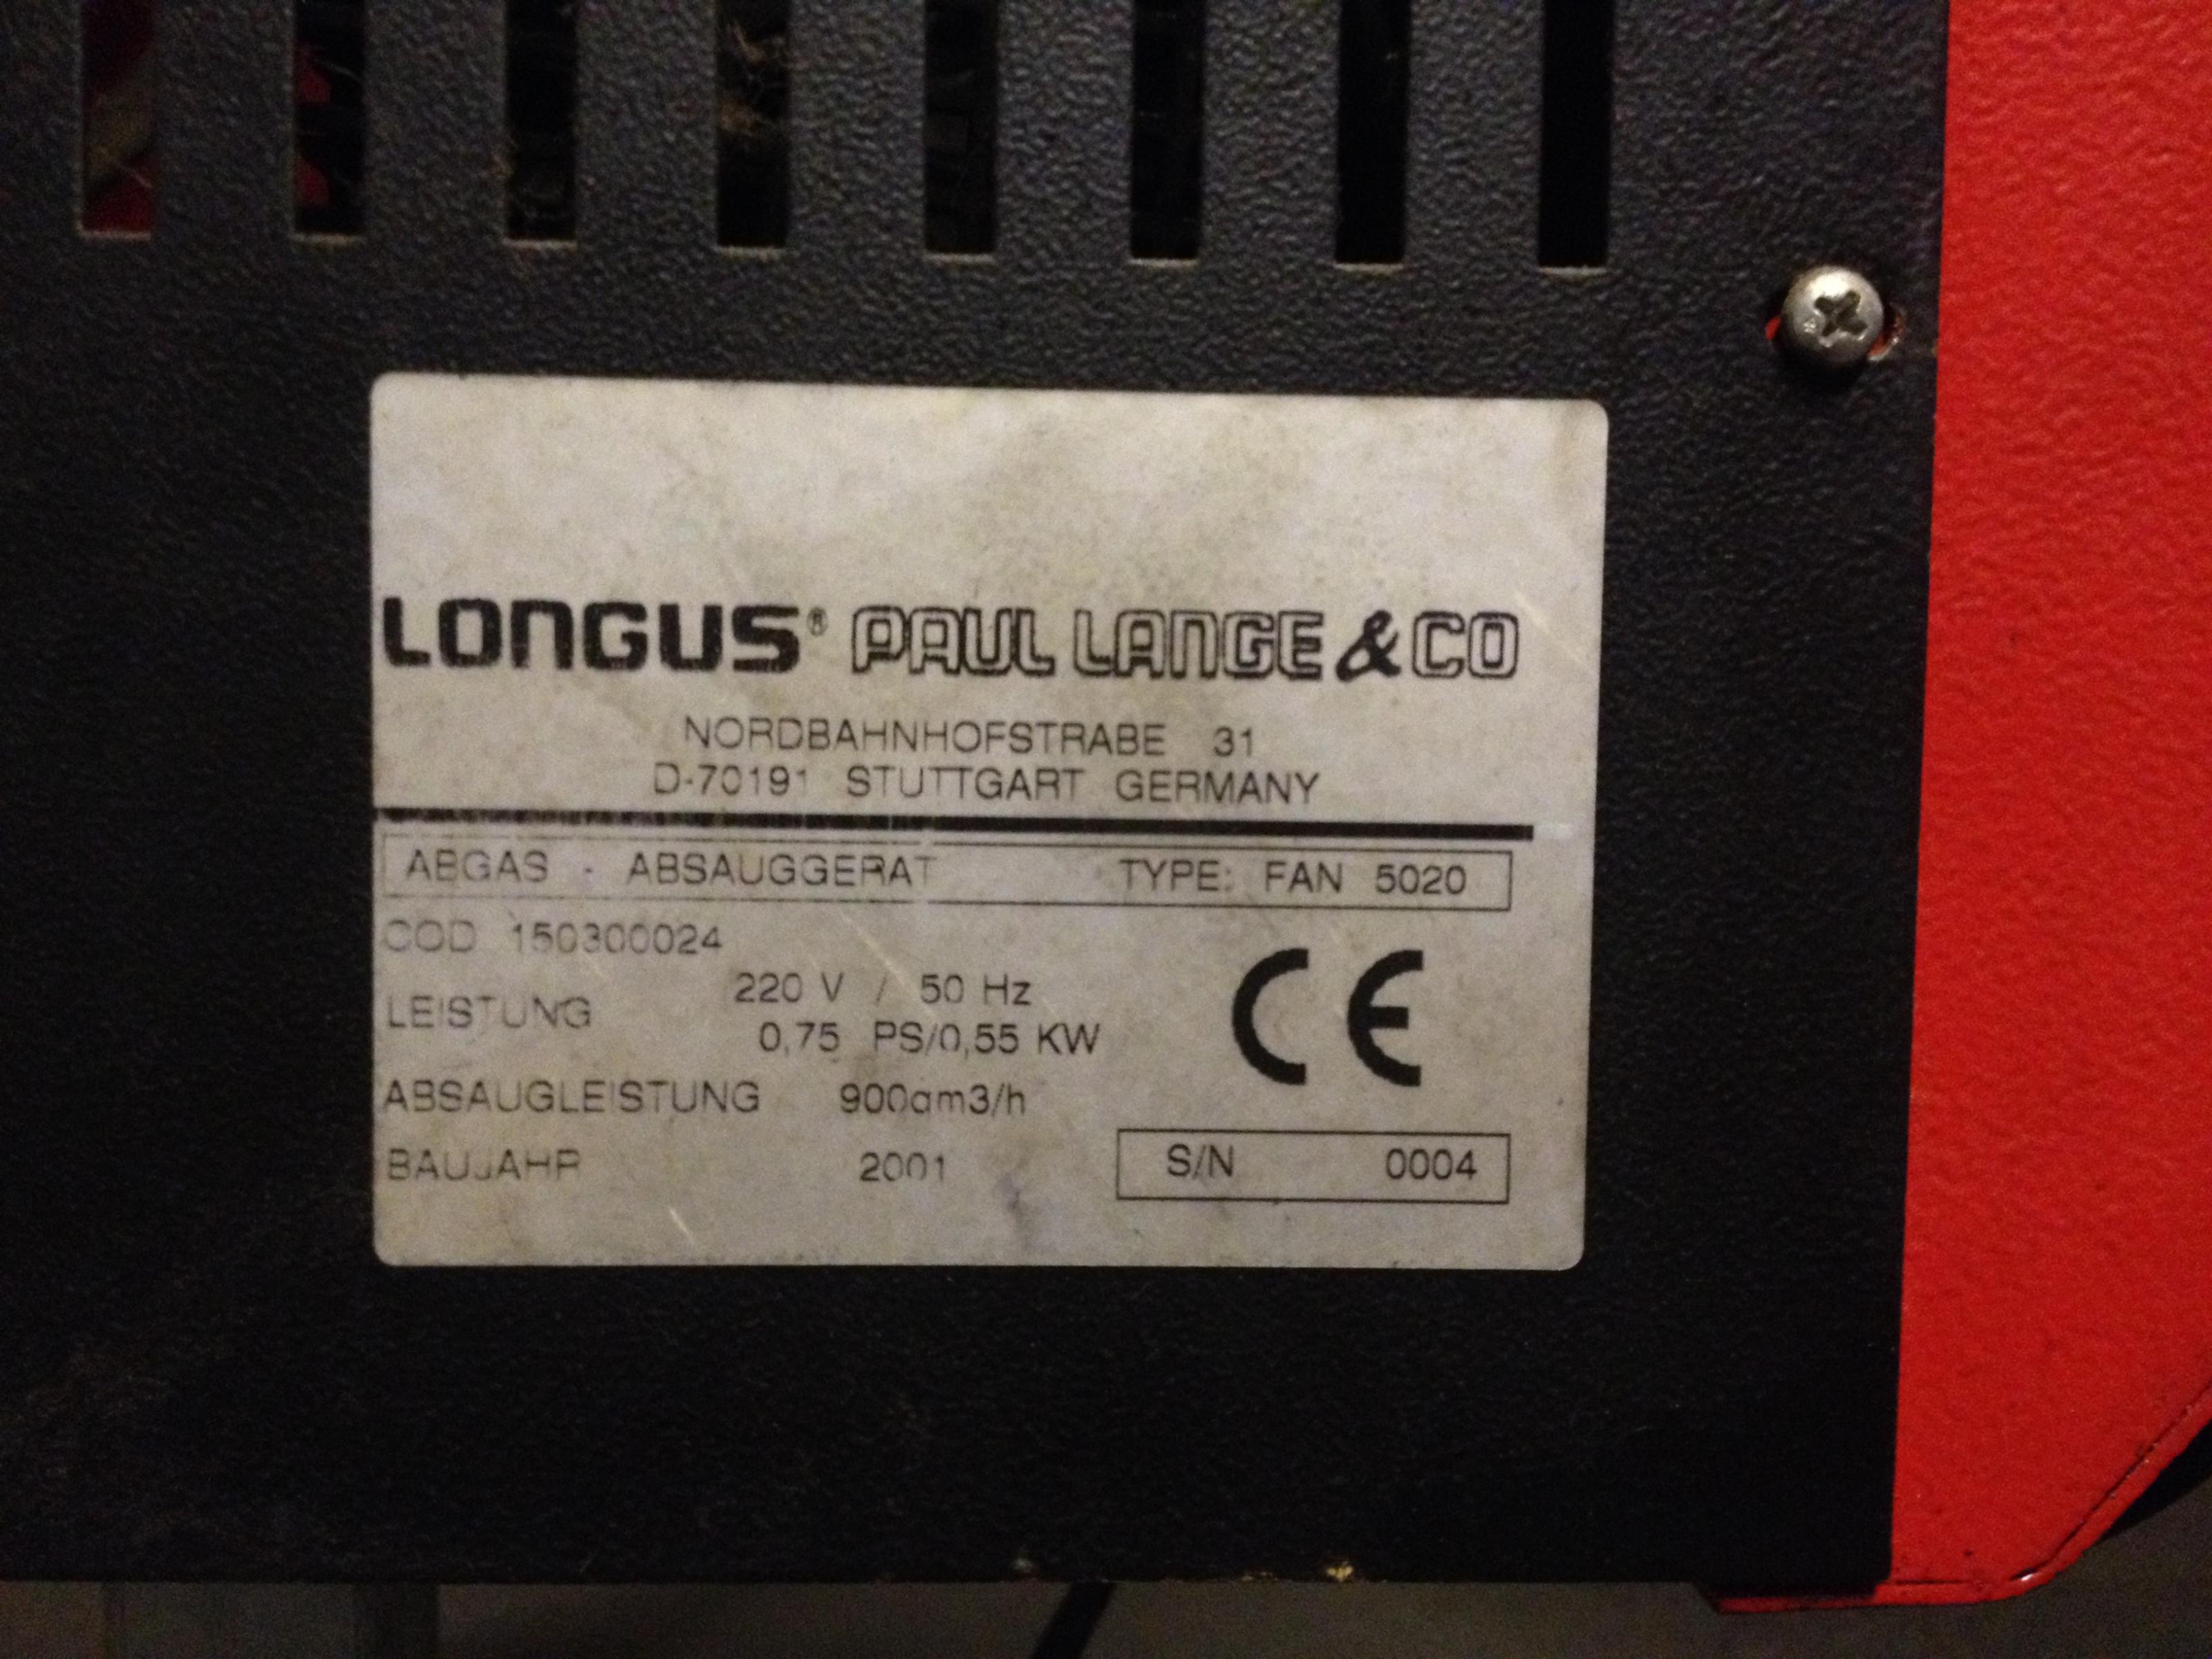 LONGUS® PAUL LANGE & CO
NORDBAHNHOFSTRABE 31
D-70191 STUTTGART GERMANY
ABGAS - ABSAUGGERAT TYPE: FAN 5020
COD 150300024
220 V / 50 Hz
LEISTUNG
0,75 PS/0,55 KW
CE
ABSAUGLEISTUNG 900qm3/h
BAUJAHR 2001
S/N 0004